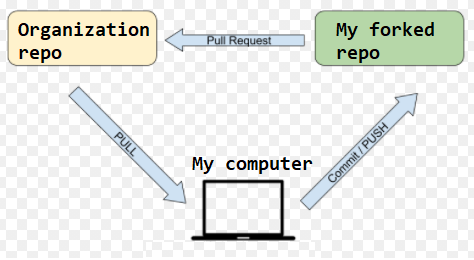 Organization
repo
Pull Request
My forked
repo
PULL
My computer
Commit / PUSH